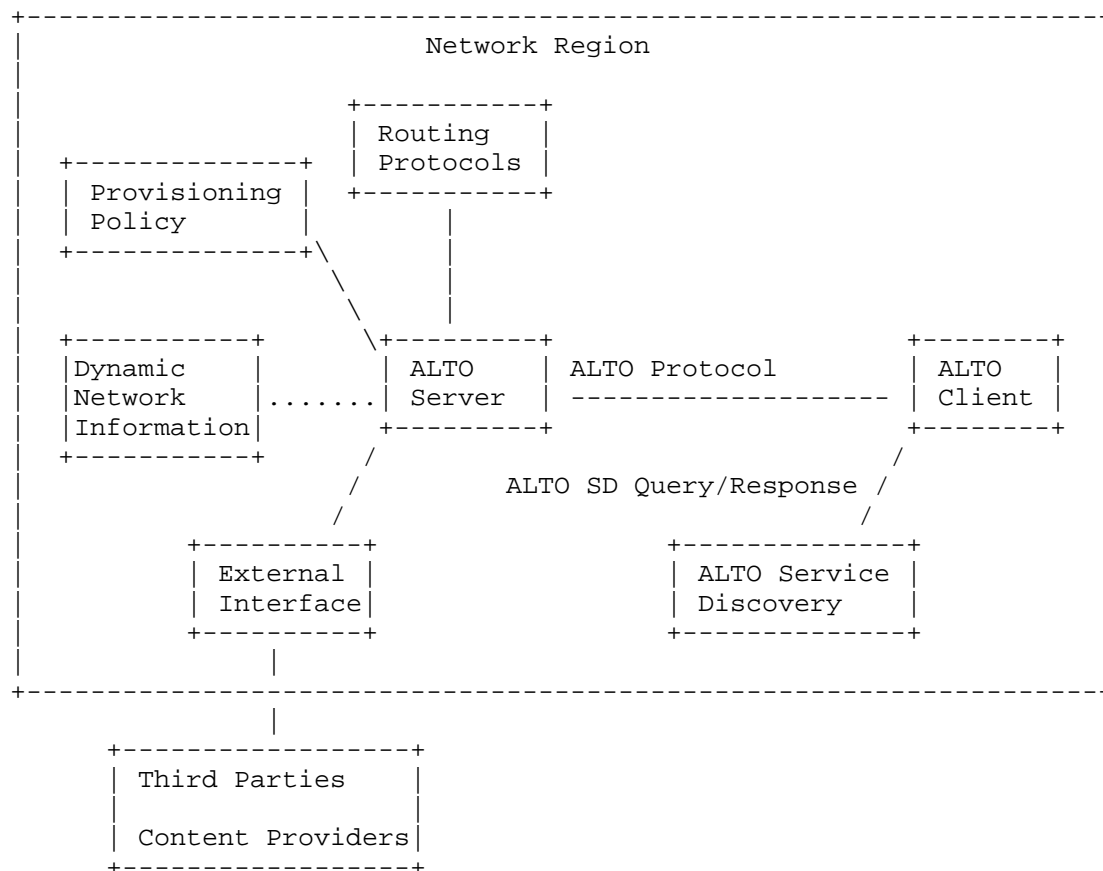 Network Region
Routing
Protocols
Provisioning
Policy
Dynamic
Network
Information
ALTO
Server
ALTO Protocol
ALTO
Client
ALTO SD Query/Response
External
Interface
ALTO Service
Discovery
Third Parties
Content Providers